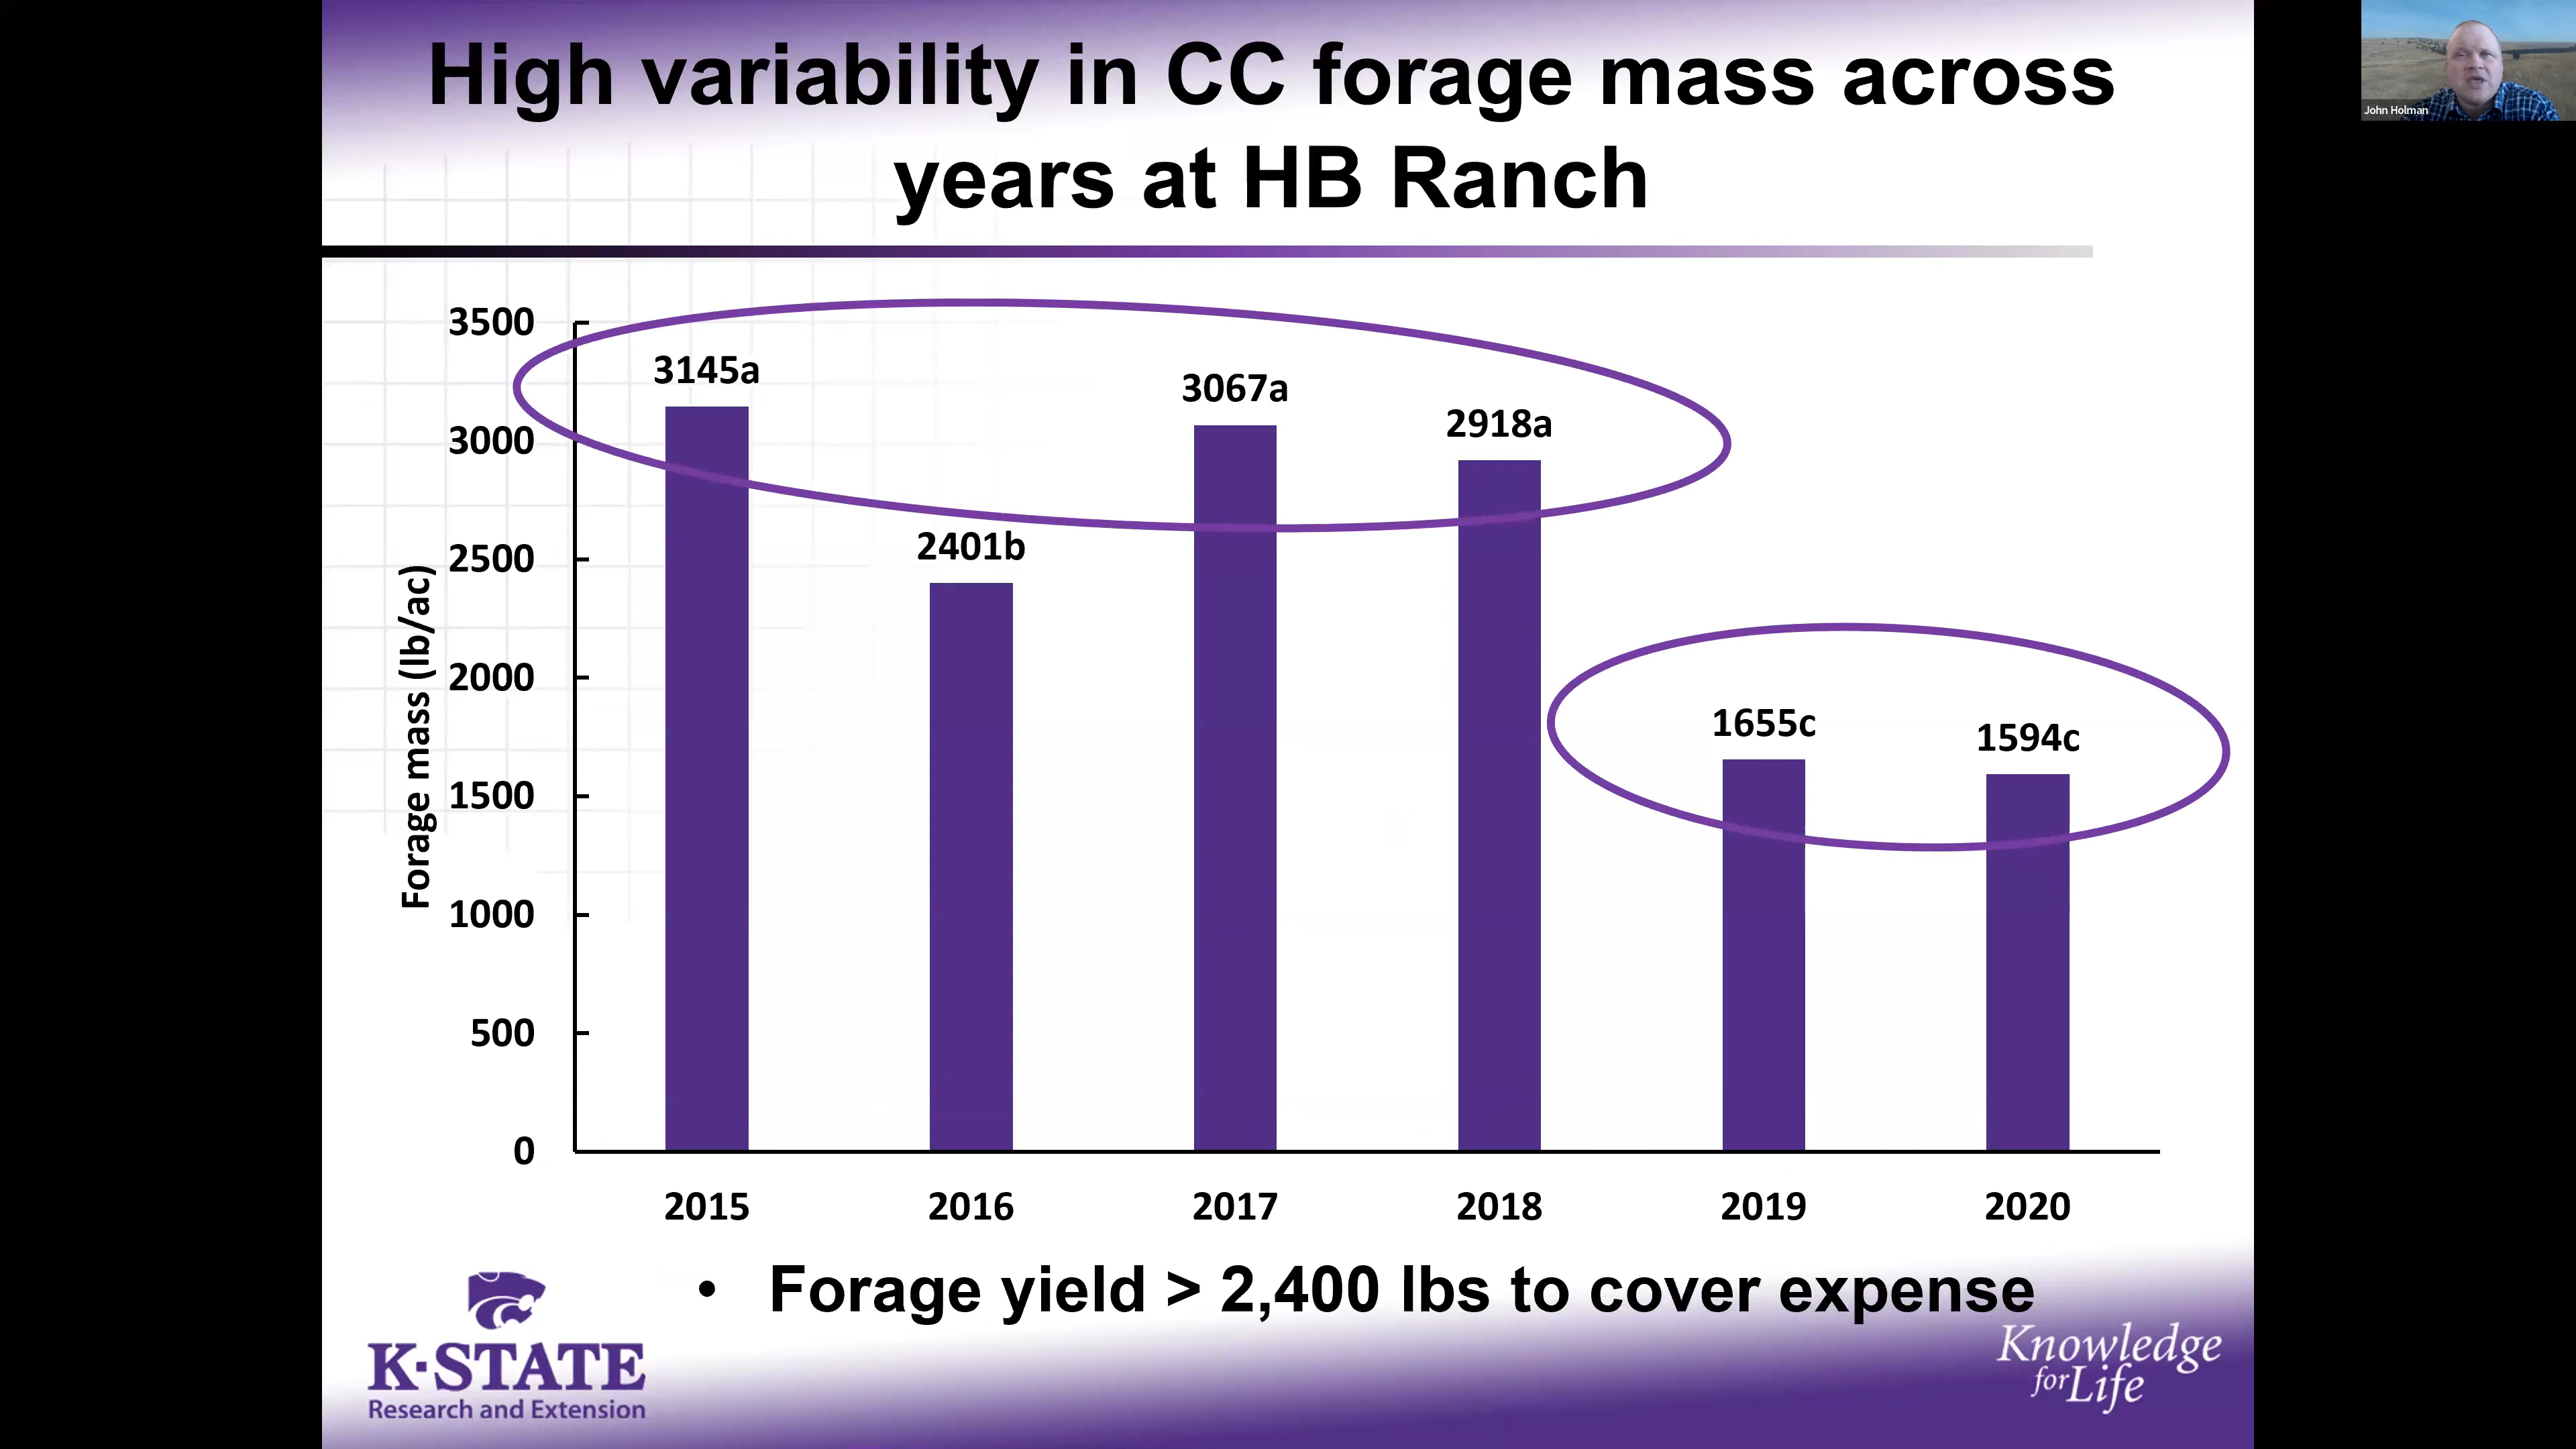 High variability in CC forage mass across
years at HB Ranch
John Holman
Forage mass (lb/ac)
3500
3000
2500
2000
1500
1000
500
0
3145a
2401b
3067a
2918a
1655c
1594c
2015 2016 2017 2018 2019 2020
• Forage yield > 2,400 lbs to cover expense
K-STATE
Research and Extension
Knowledge
for Life